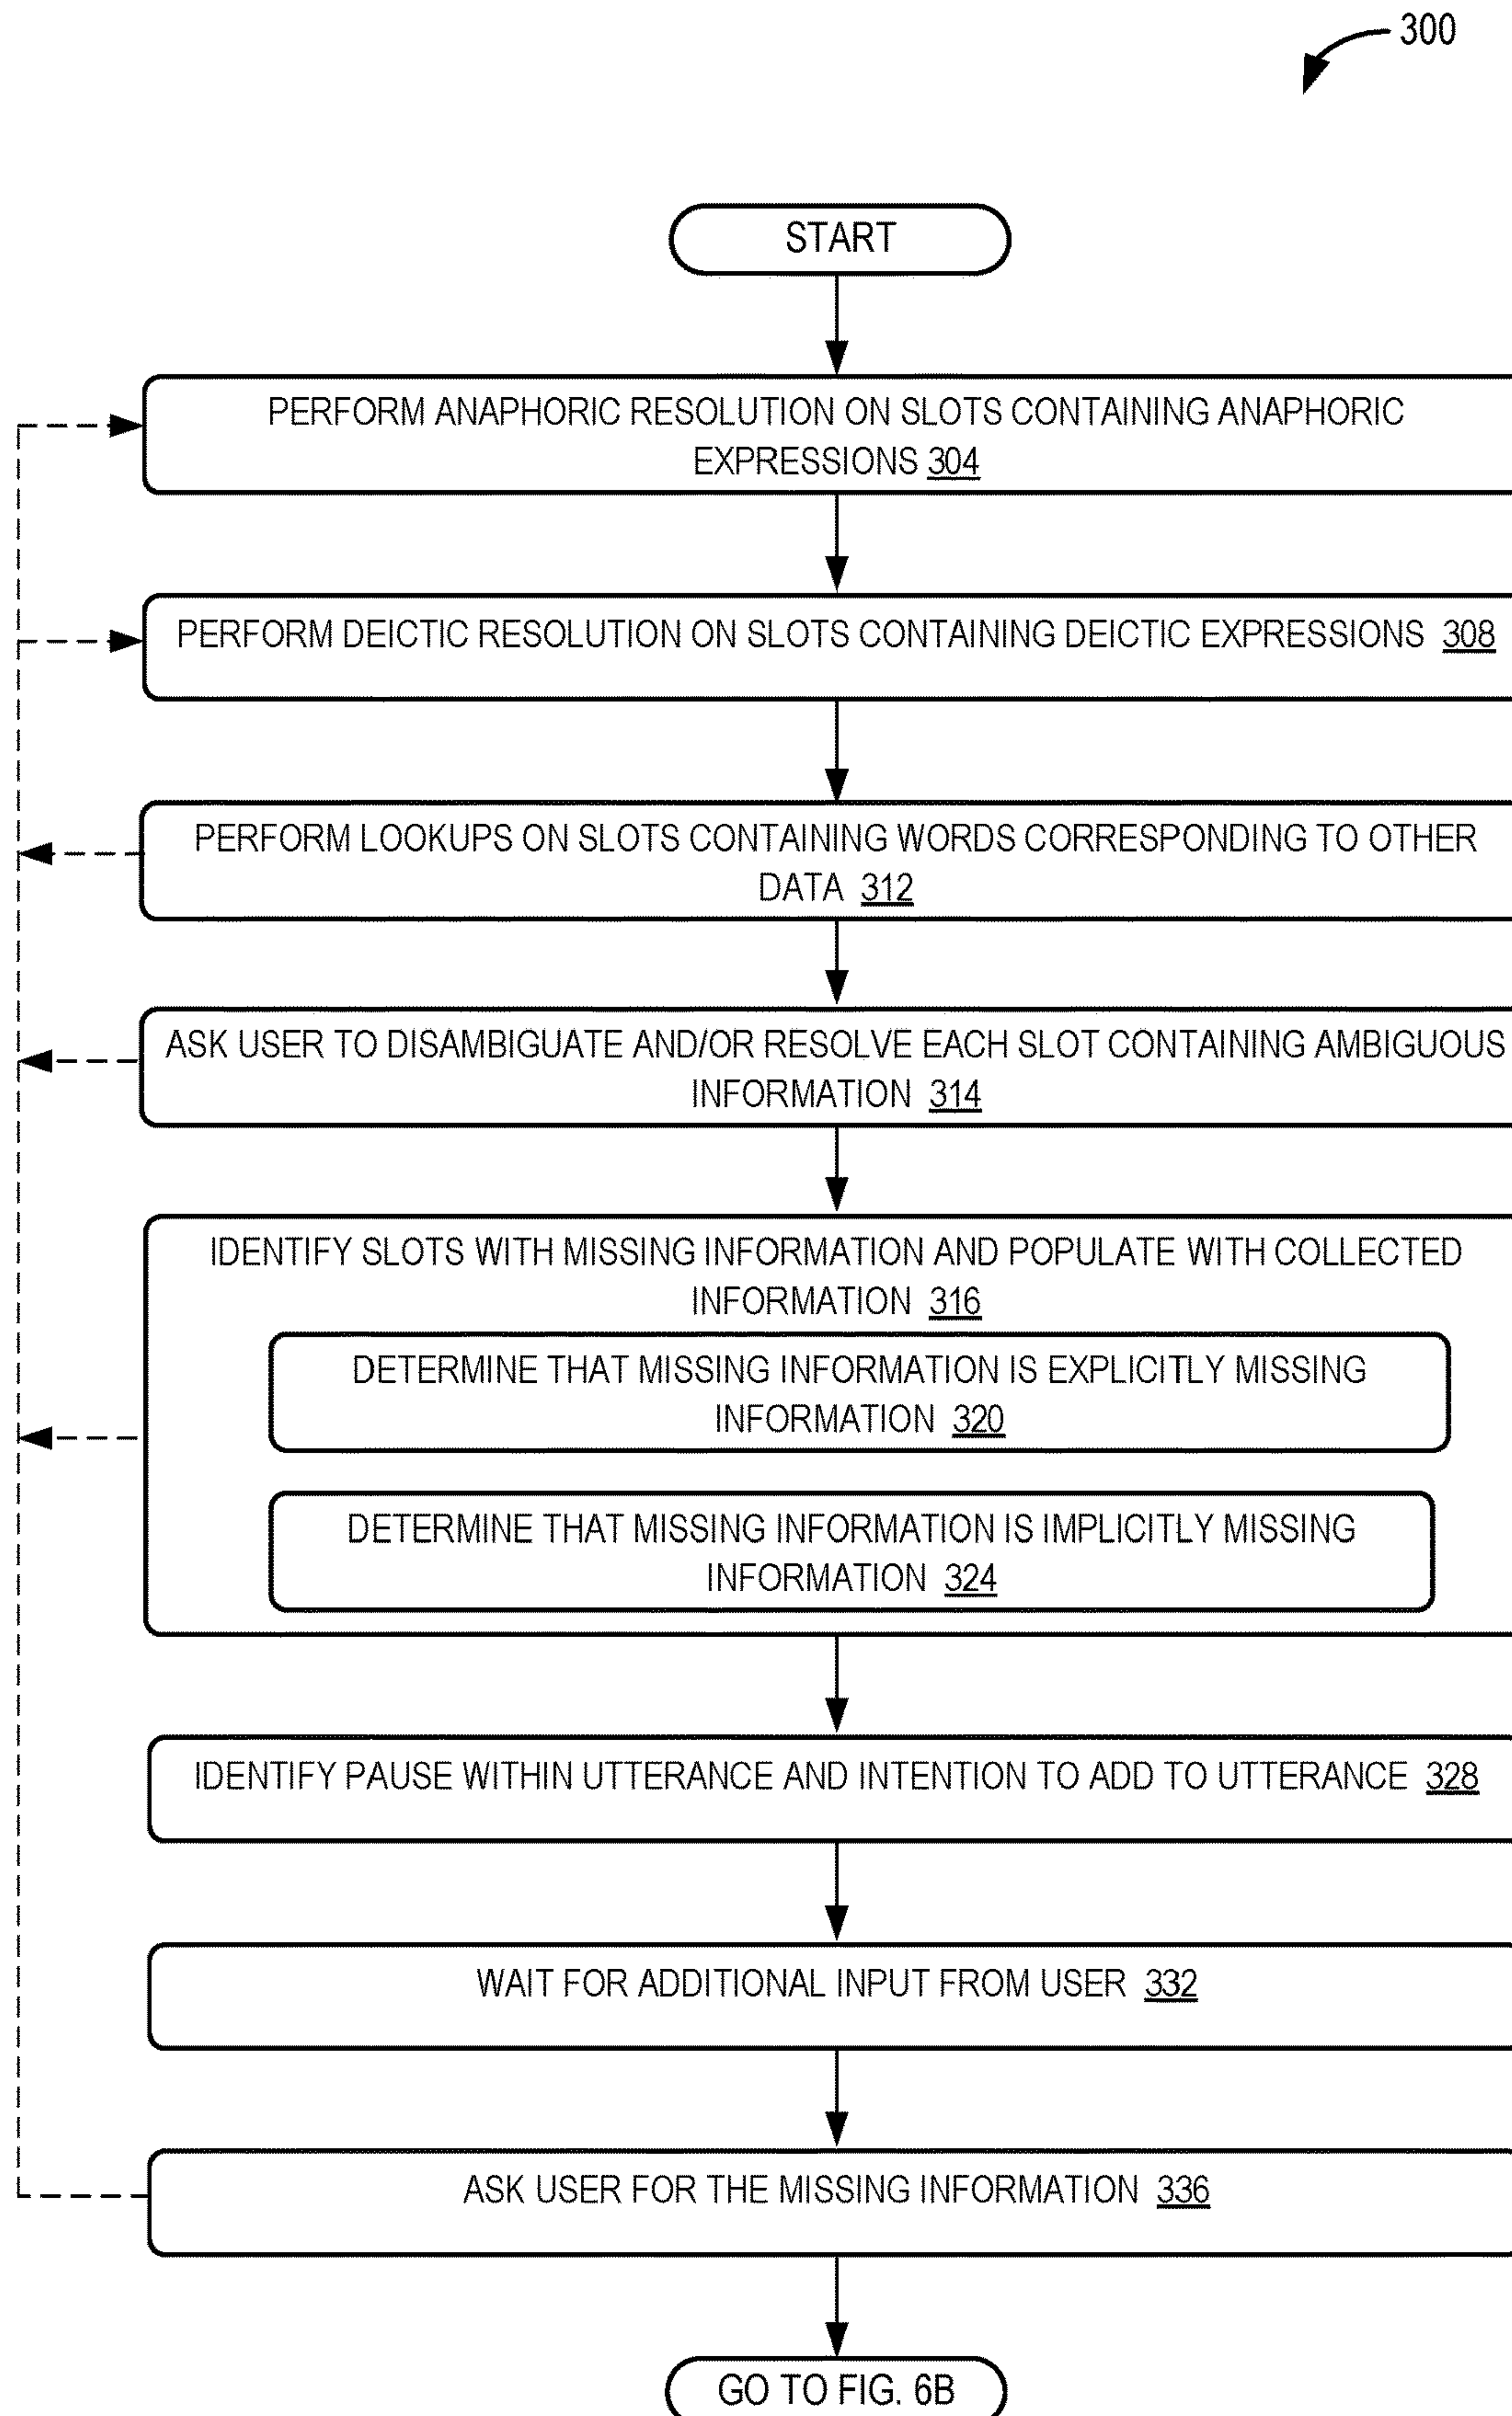 300
START
PERFORM ANAPHORIC RESOLUTION ON SLOTS CONTAINING ANAPHORIC
EXPRESSIONS 304
PERFORM DEICTIC RESOLUTION ON SLOTS CONTAINING DEICTIC EXPRESSIONS 308
PERFORM LOOKUPS ON SLOTS CONTAINING WORDS CORRESPONDING TO OTHER
DATA 312
ASK USER TO DISAMBIGUATE AND/OR RESOLVE EACH SLOT CONTAINING AMBIGUOUS
INFORMATION 314
IDENTIFY SLOTS WITH MISSING INFORMATION AND POPULATE WITH COLLECTED
INFORMATION 316
DETERMINE THAT MISSING INFORMATION IS EXPLICITLY MISSING
INFORMATION 320
DETERMINE THAT MISSING INFORMATION IS IMPLICITLY MISSING
INFORMATION 324
IDENTIFY PAUSE WITHIN UTTERANCE AND INTENTION TO ADD TO UTTERANCE 328
WAIT FOR ADDITIONAL INPUT FROM USER 332
ASK USER FOR THE MISSING INFORMATION 336
GO TO FIG. 6B